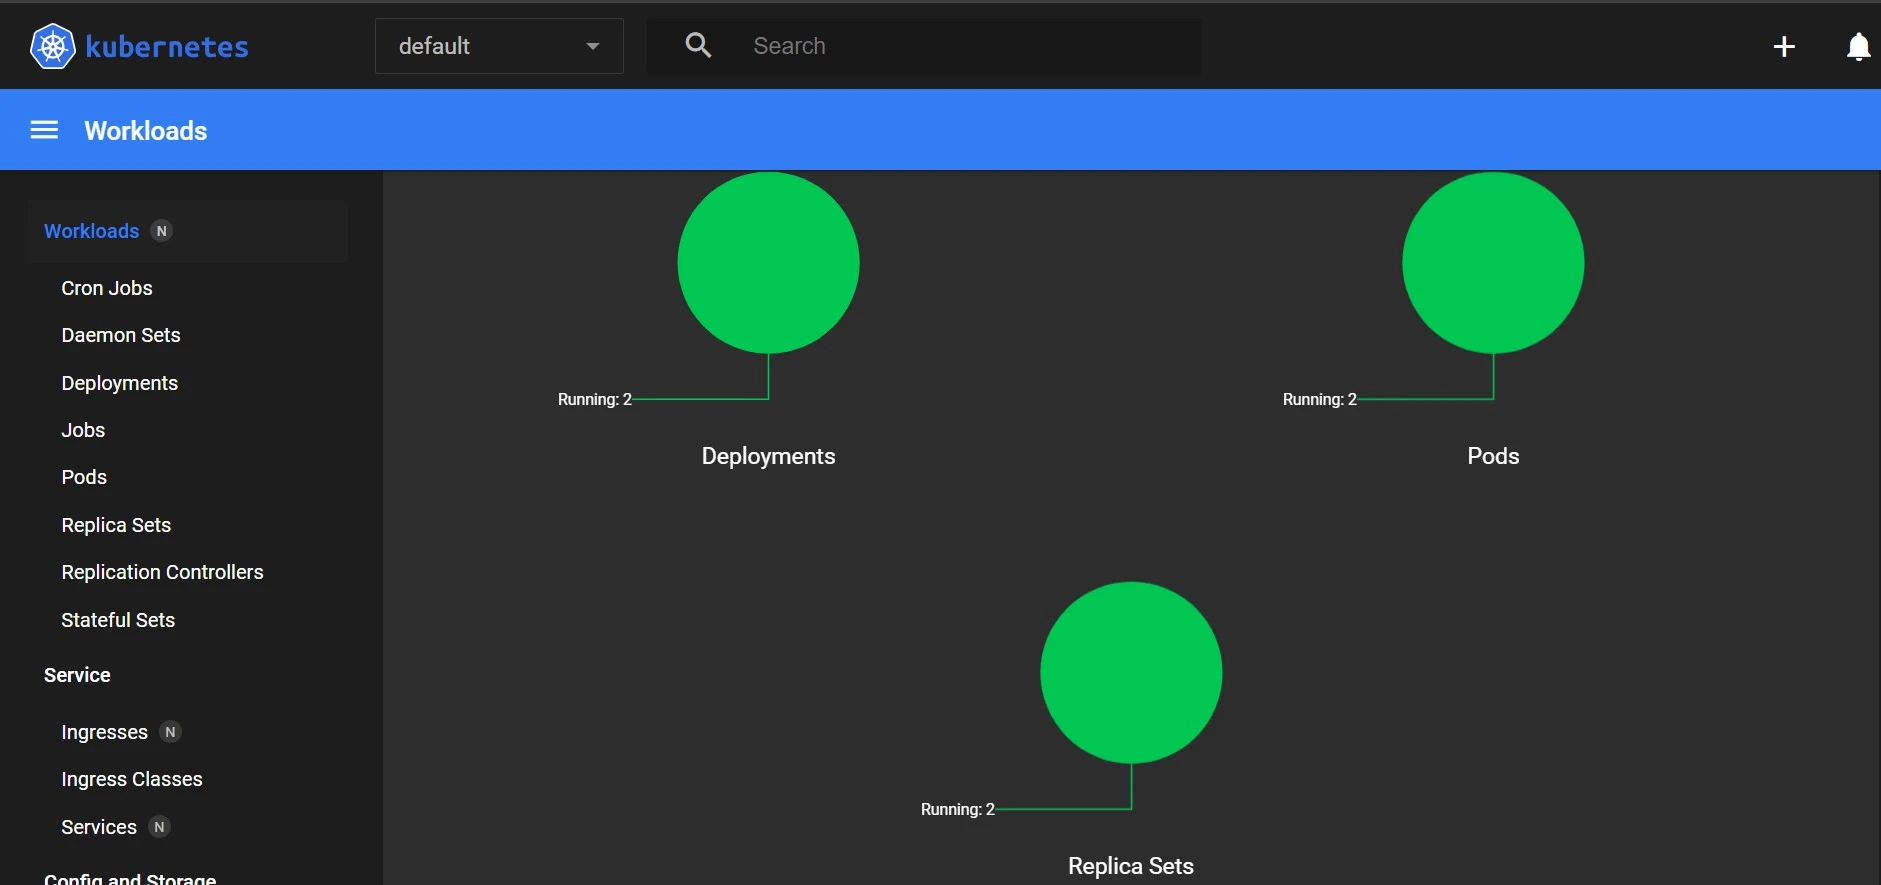 kubernetes
default
Search
Workloads
Workloads N
Cron Jobs
Daemon Sets
Deployments
Jobs
Pods
Replica Sets
Replication Controllers
Stateful Sets
Service
Ingresses N
Ingress Classes
Services N
Config and Storage
Running: 2
Deployments
Running: 2
Pods
Running: 2
Replica Sets